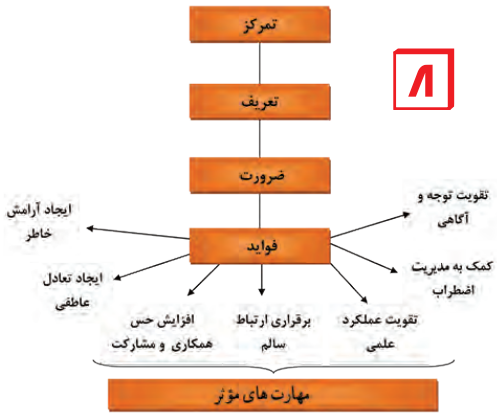 تمرکز
۸
تعریف
ضرورت
فواید
تقویت توجه و
آگاهی
کمک به مدیریت
اضطراب
تقویت عملکرد
علمی
برقراری ارتباط
سالم
افزایش حس
همکاری و مشارکت
ایجاد تعادل
عاطفی
ایجاد آرامش
خاطر
مهارت های مؤثر